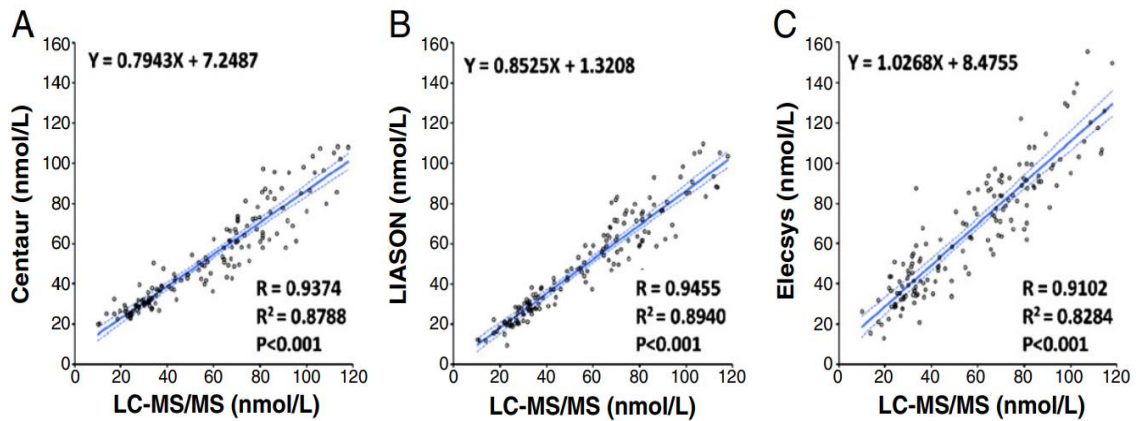 A
Centaur (nmol/L)
160
140
120
100
80
60
40
20
0
Y = 0.7943X + 7.2487
R = 0.9374
R² = 0.8788
P<0.001
0 20 40 60 80 100 120
LC-MS/MS (nmol/L)
B
LIASON (nmol/L)
160
140
120
100
80
60
40
20
0
Y = 0.8525X + 1.3208
R = 0.9455
R² = 0.8940
P<0.001
0 20 40 60 80 100 120
LC-MS/MS (nmol/L)
C
Elecsys (nmol/L)
160
140
120
100
80
60
40
20
0
Y = 1.0268X + 8.4755
R = 0.9102
R² = 0.8284
P<0.001
0 20 40 60 80 100 120
LC-MS/MS (nmol/L)